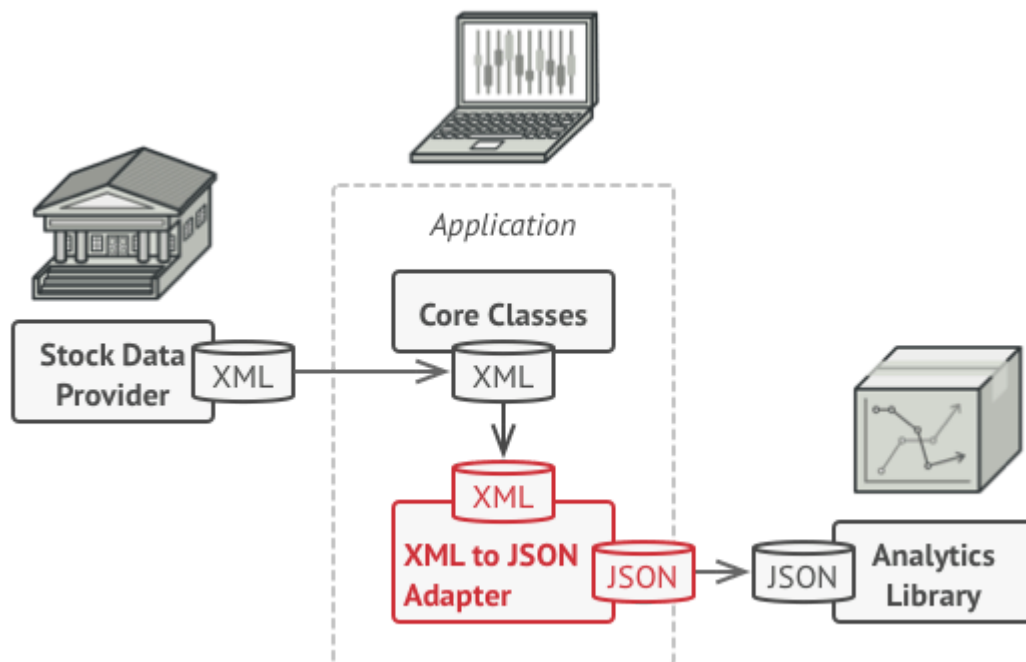 Application
Core Classes
Stock Data
Provider
XML
XML
XML
XML to JSON
Adapter
JSON
JSON
Analytics
Library